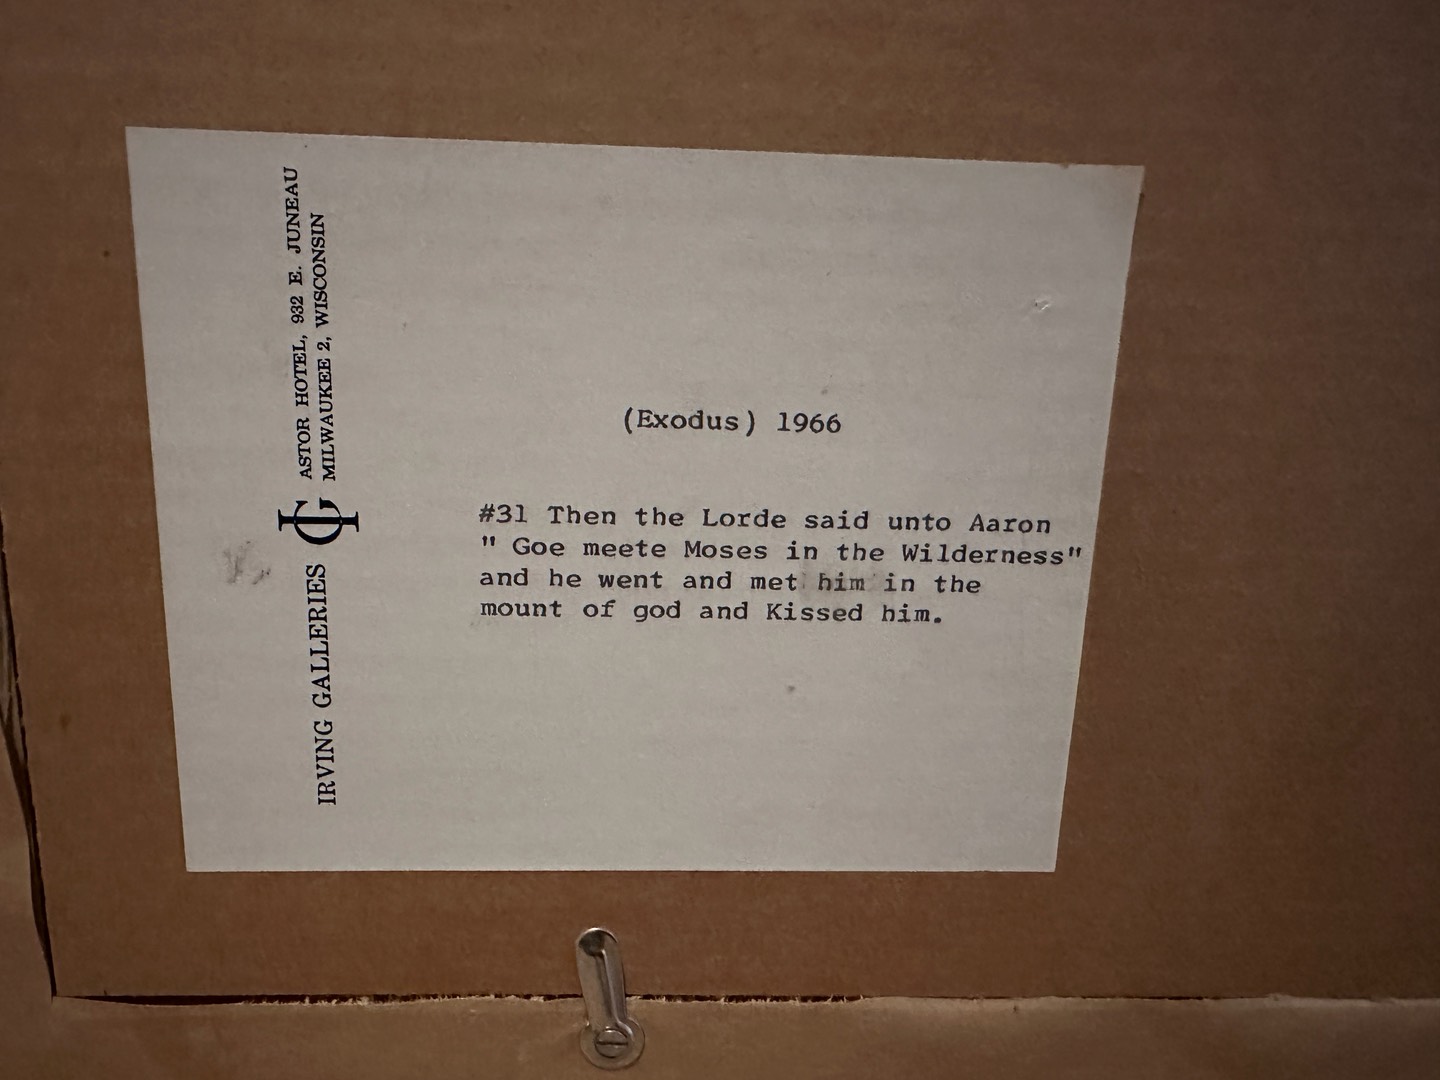 IRVING GALLERIES
ASTOR HOTEL, 932 E. JUNEAU
MILWAUKEE 2, WISCONSIN
(Exodus) 1966
#31 Then the Lorde said unto Aaron
" Goe meete Moses in the Wilderness"
and he went and met him in the
mount of god and Kissed him.